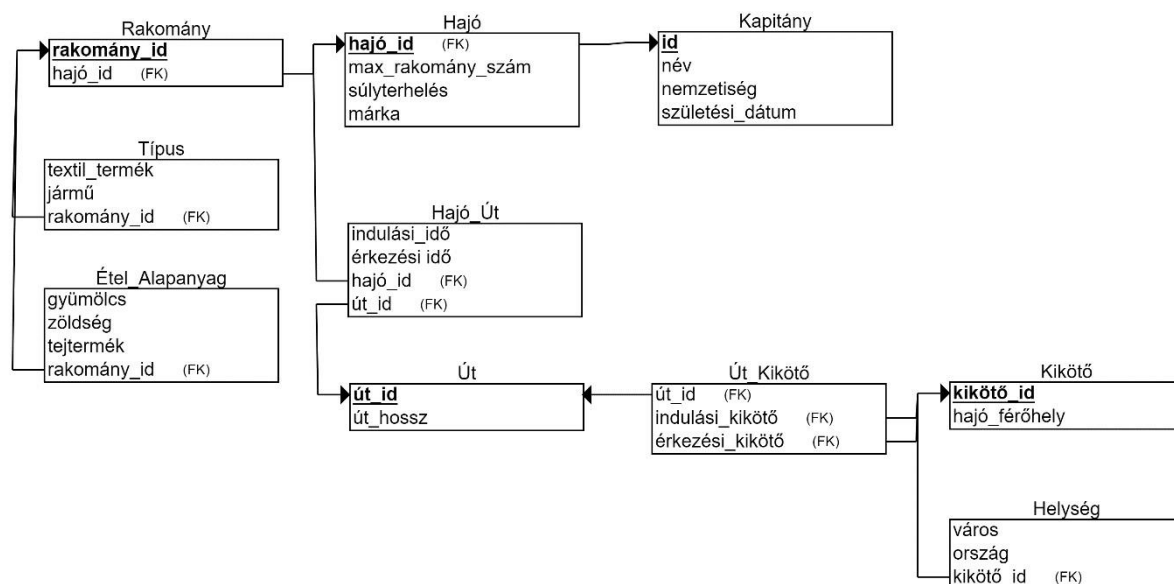 Rakomány
rakomány_id
hajó_id (FK)
Hajó
hajó_id (FK)
max_rakomány_szám
súlyterhelés
márka
Kapitány
id
név
nemzetiség
születési_dátum
Típus
textil_termék
jármű
rakomány_id (FK)
Hajó_Út
indulási_idő
érkezési idő
hajó_id (FK)
út_id (FK)
Étel_Alapanyag
gyümölcs
zöldség
tejtermék
rakomány_id (FK)
Út
út_id
út_hossz
Út_Kikötő
út_id (FK)
indulási_kikötő (FK)
érkezési_kikötő (FK)
Kikötő
kikötő_id
hajó_férőhely
Helység
város
ország
kikötő_id (FK)